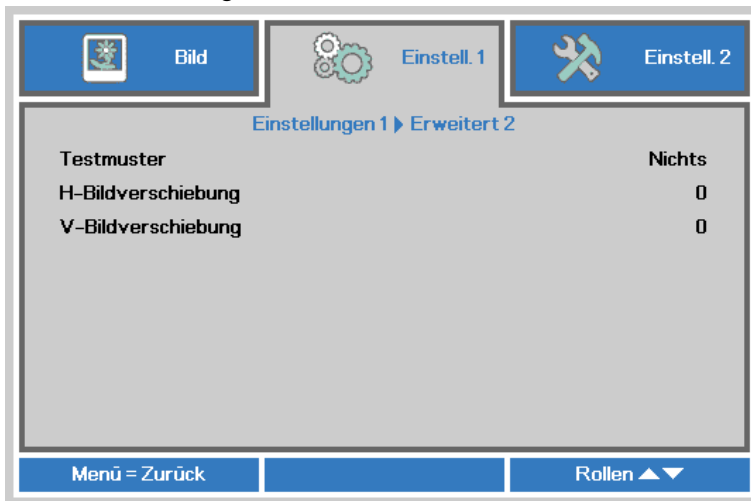 Bild
Einstell. 1
Einstell. 2
Einstellungen 1 Erweitert 2
Testmuster Nichts
H-Bildverschiebung 0
V-Bildverschiebung 0
Menü = Zurück
Rollen